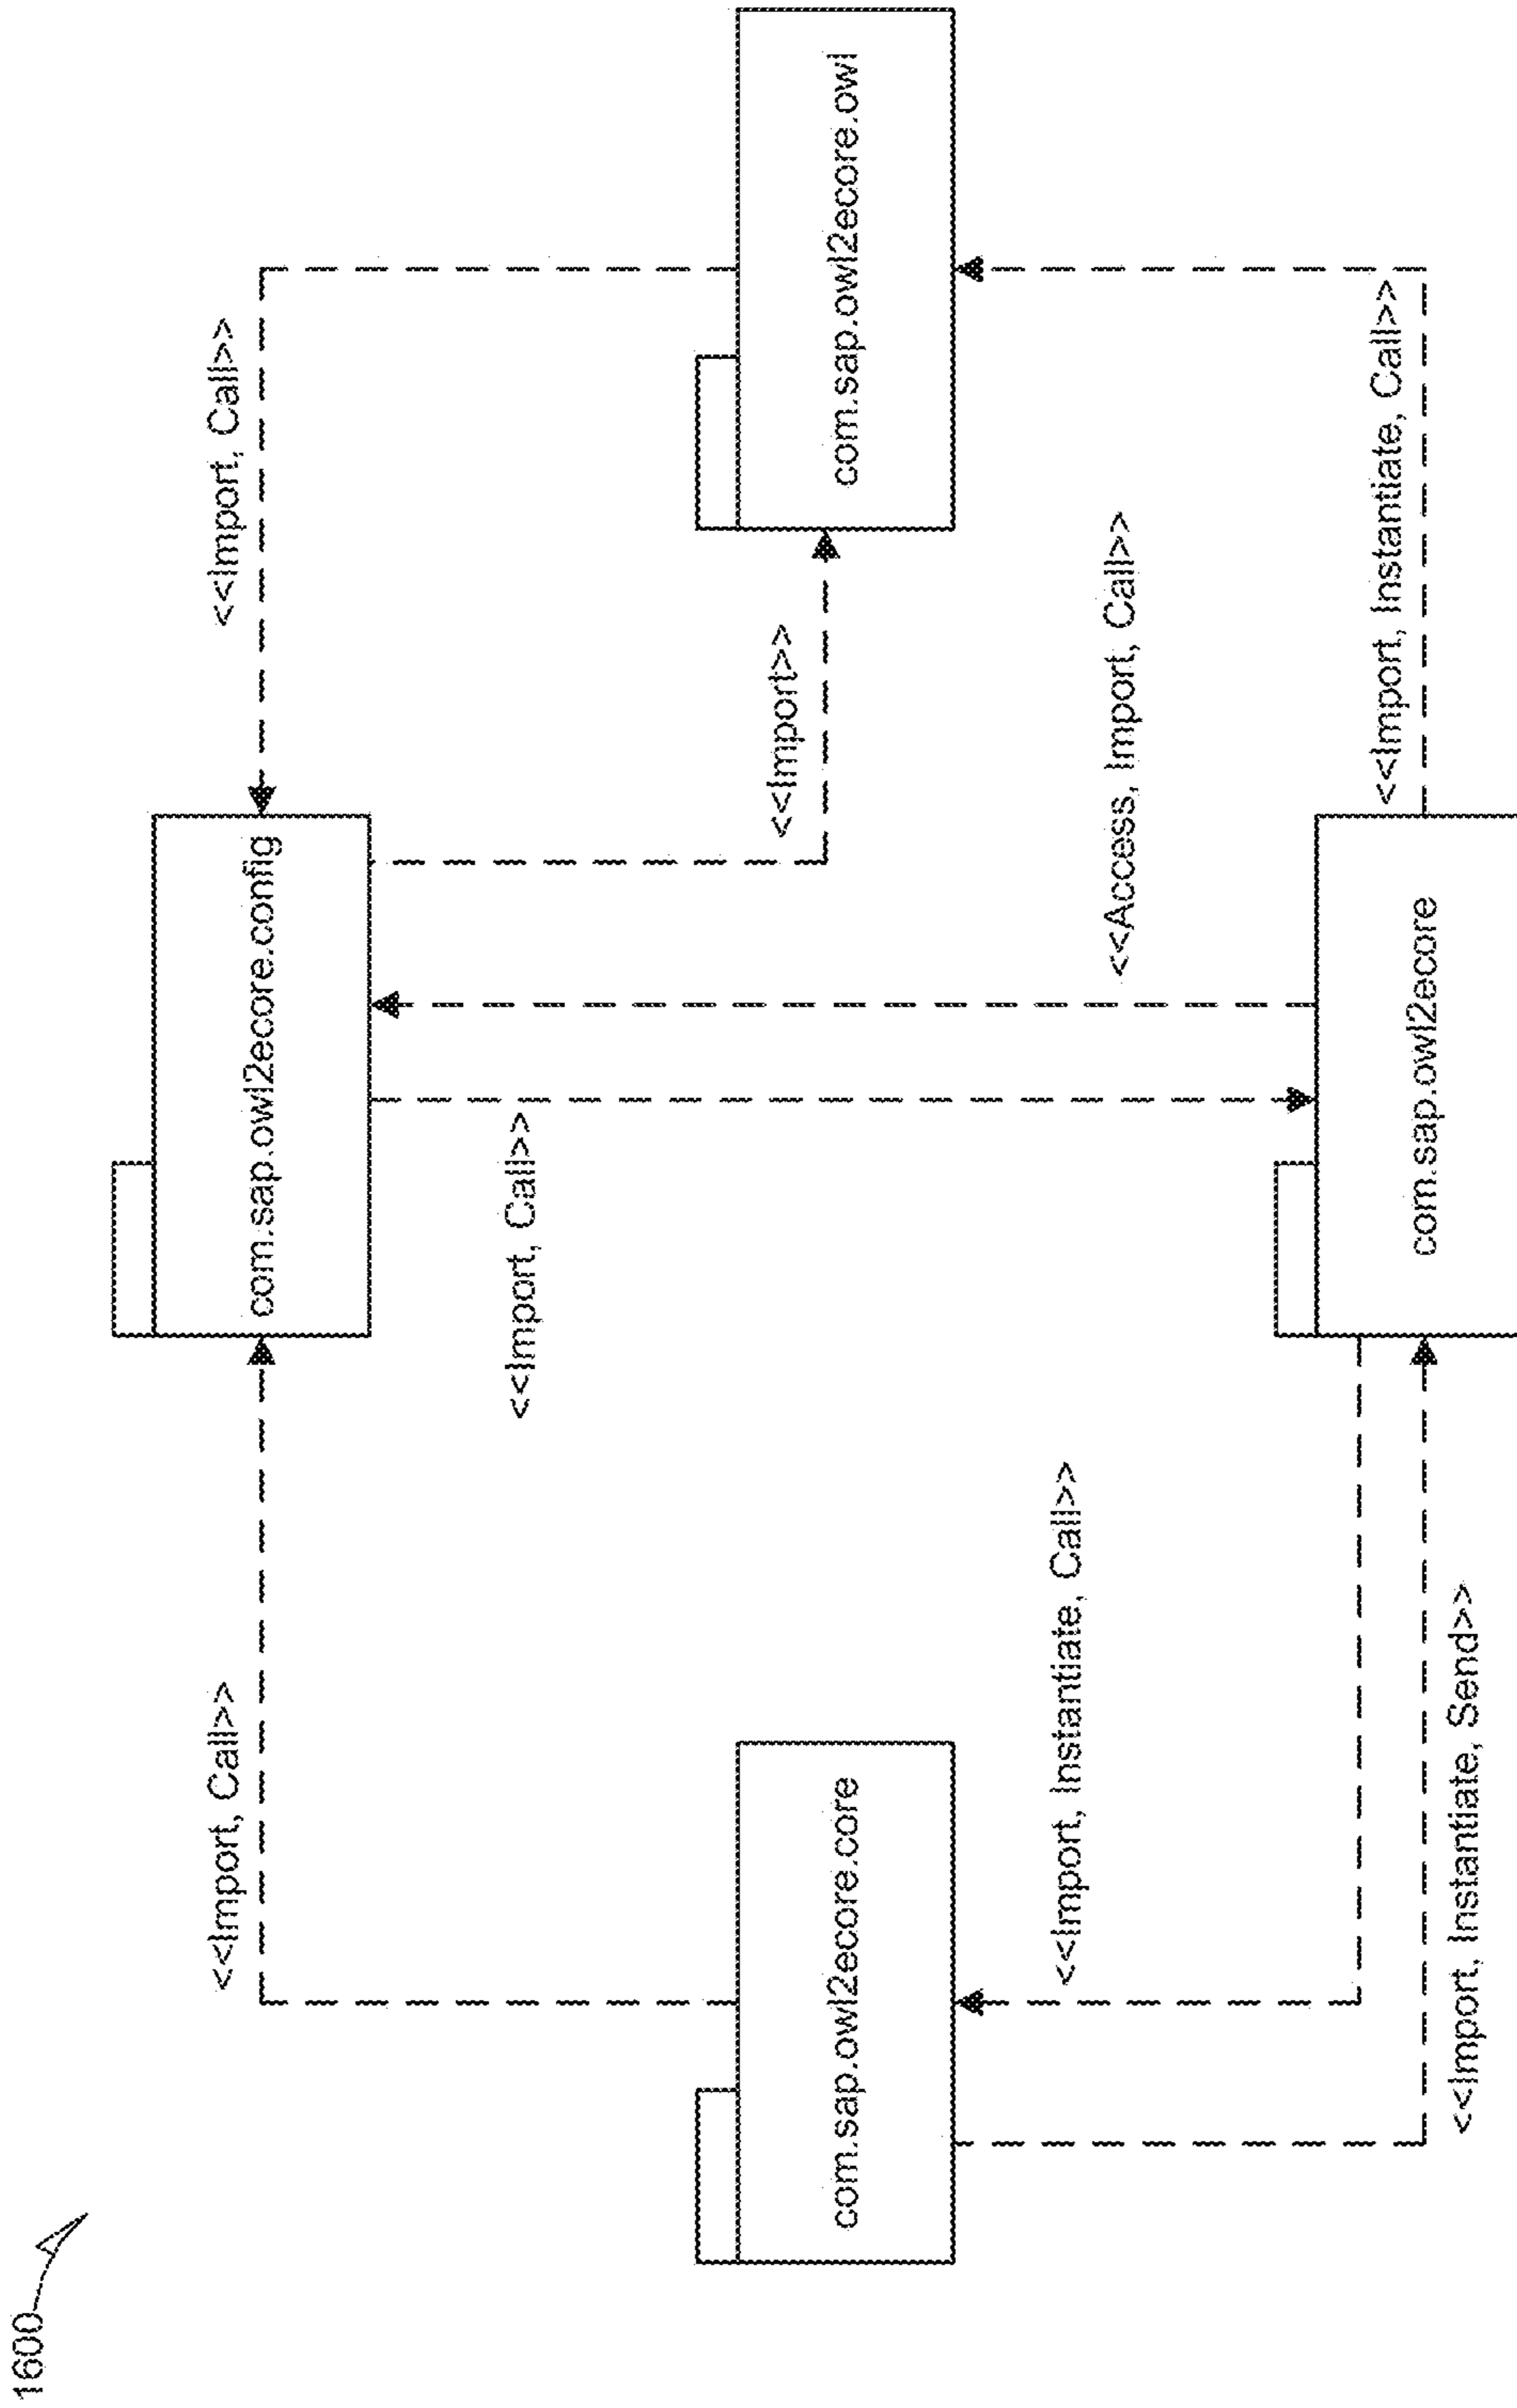 1600
<<Import, Call>>
<<Import, Call>>
com.sap.owl2ecore.config
<<Import, Call>>
<<Import>>
com.sap.owl2ecore.core
com.sap.owl2ecore.owl
<<Import, Instantiate, Call>>
<<Access, Import, Call>>
<<Import, Instantiate, Call>>
com.sap.owl2ecore
<<Import, Instantiate, Send>>